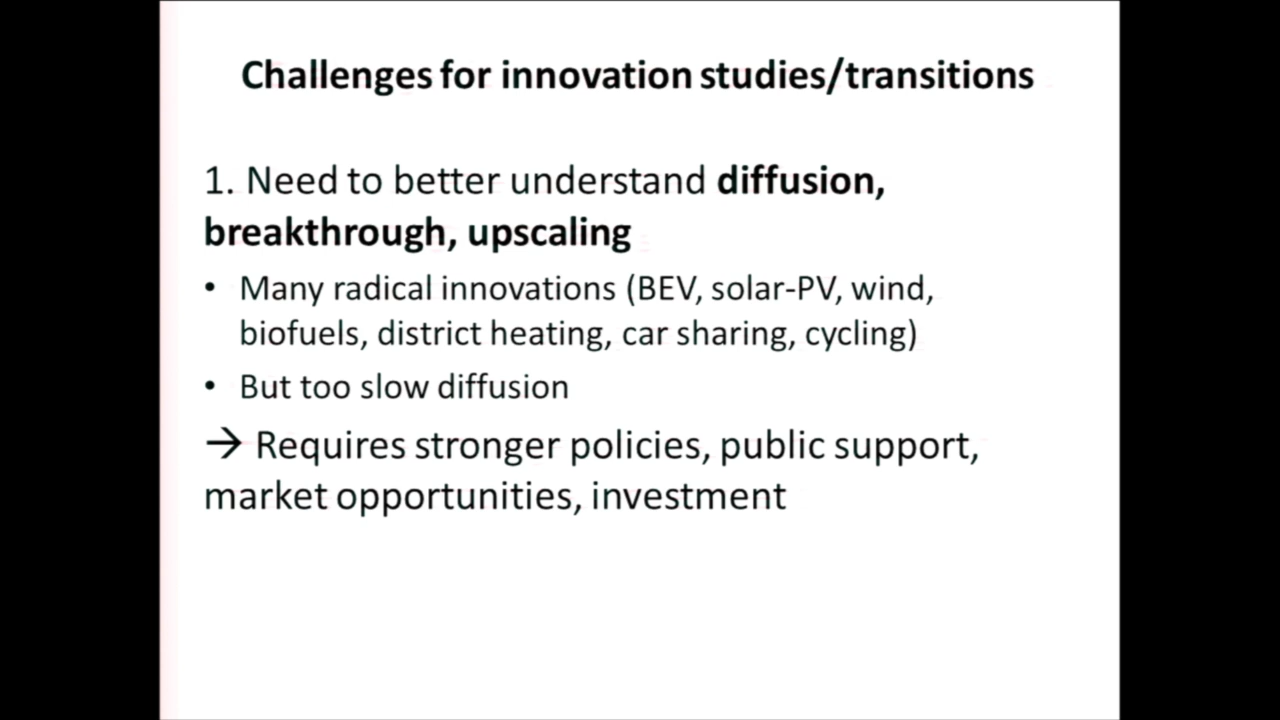 Challenges for innovation studies/transitions
1. Need to better understand diffusion,
breakthrough, upscaling
• Many radical innovations (BEV, solar-PV, wind,
biofuels, district heating, car sharing, cycling)
• But too slow diffusion
→ Requires stronger policies, public support,
market opportunities, investment